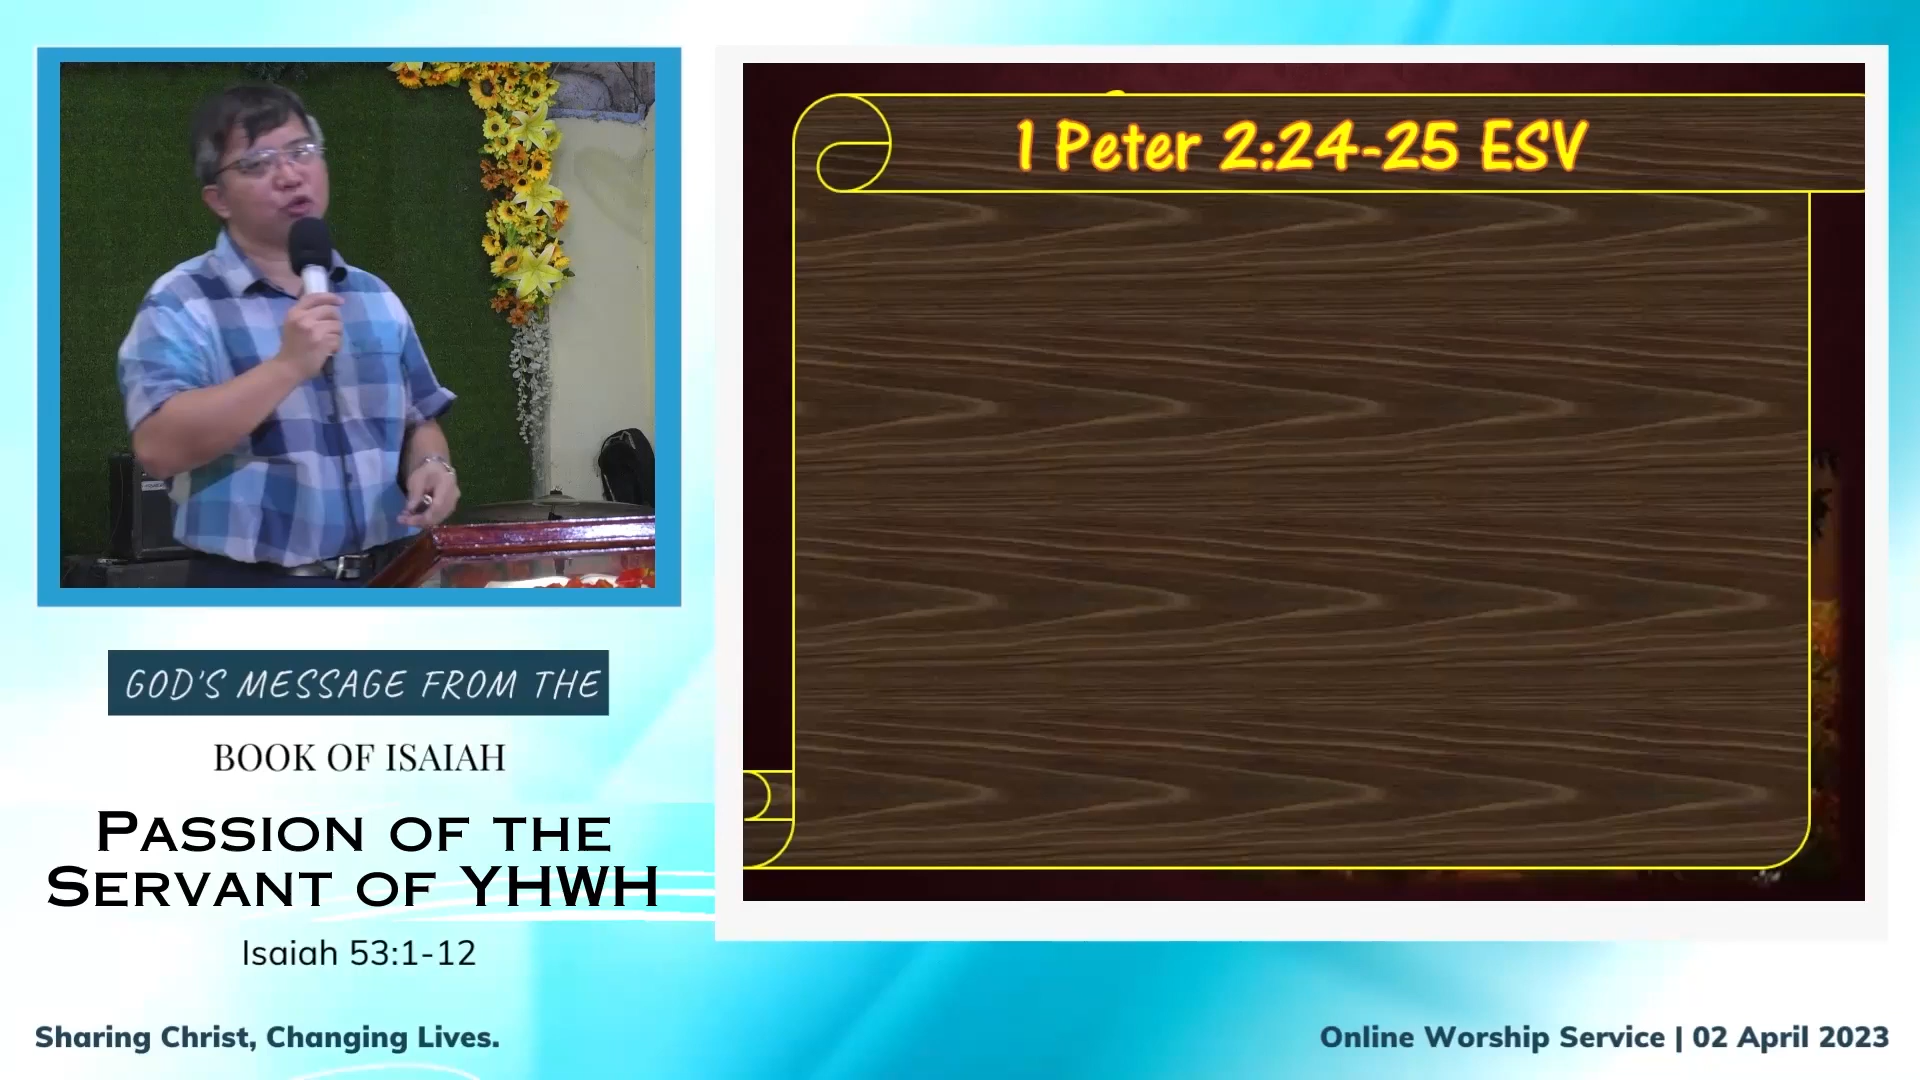 1 Peter 2:24-25 ESV
GOD'S MESSAGE FROM THE
BOOK OF ISAIAH
PASSION OF THE
SERVANT OF YHWH
Isaiah 53:1-12
Sharing Christ, Changing Lives.
Online Worship Service | 02 April 2023